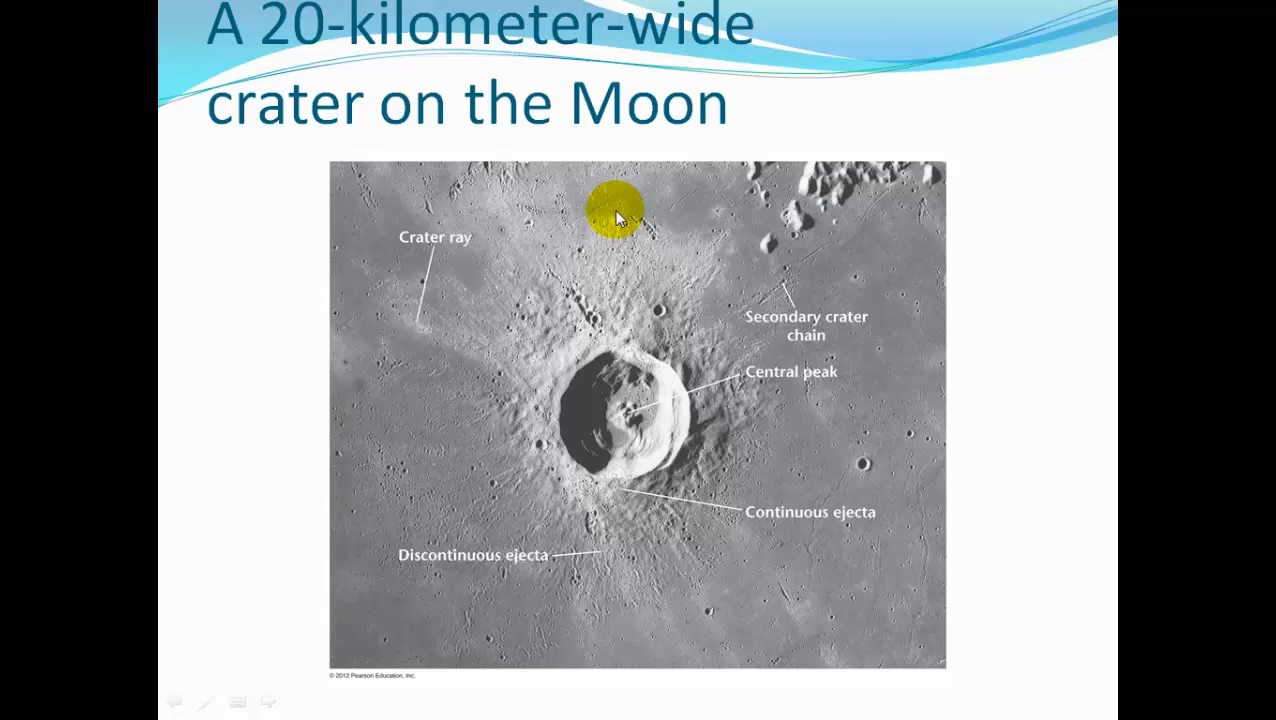 A 20-kilometer-wide
crater on the Moon
Crater ray
Secondary crater
chain
Central peak
Continuous ejecta
Discontinuous ejecta
© 2012 Pearson Education, Inc.